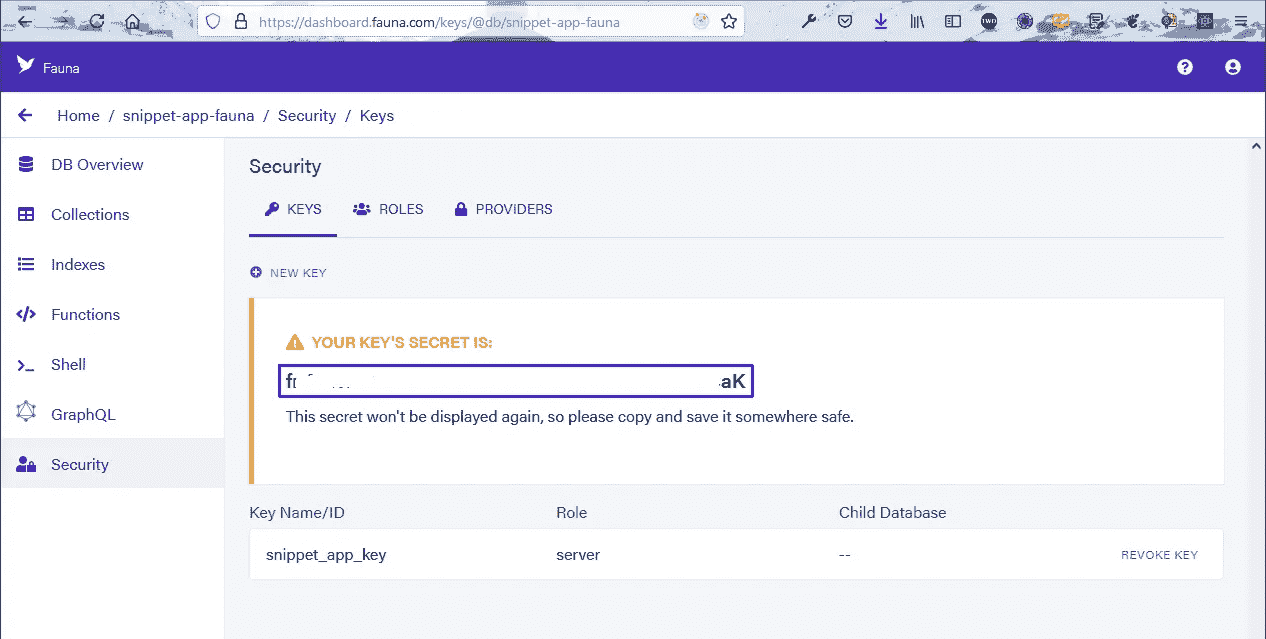 https://dashboard.fauna.com/keys/@db/snippet-app-fauna
IWD
Fauna
Home / snippet-app-fauna / Security / Keys
DB Overview
Collections
Indexes
Functions
Shell
GraphQL
Security
Security
KEYS ROLES PROVIDERS
NEW KEY
YOUR KEY'S SECRET IS:
aK
This secret won't be displayed again, so please copy and save it somewhere safe.
Key Name/ID Role Child Database
snippet_app_key server -- REVOKE KEY